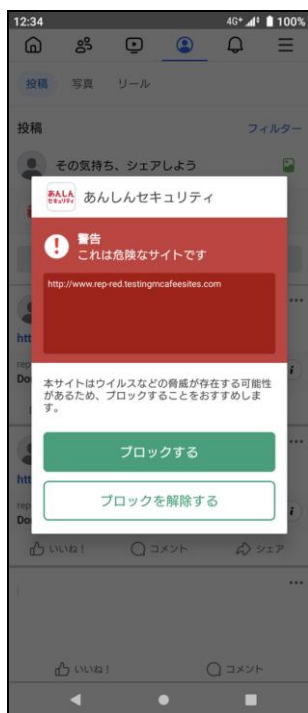 12:34
4G+
100%
投稿
写真
リール
投稿
フィルター
その気持ち、シェアしよう
あんしん
セキュリティ
あんしんセキュリティ
警告
これは危険なサイトです
http://www.rep-red.testingmcafeesites.com
htt
rep
Do
本サイトはウイルスなどの脅威が存在する可能性
があるため、ブロックすることをおすすめしま
す。
ブロックする
htt
ブロックを解除する
rep
Do
いいね！
コメント
シェア
いいね！
コメント